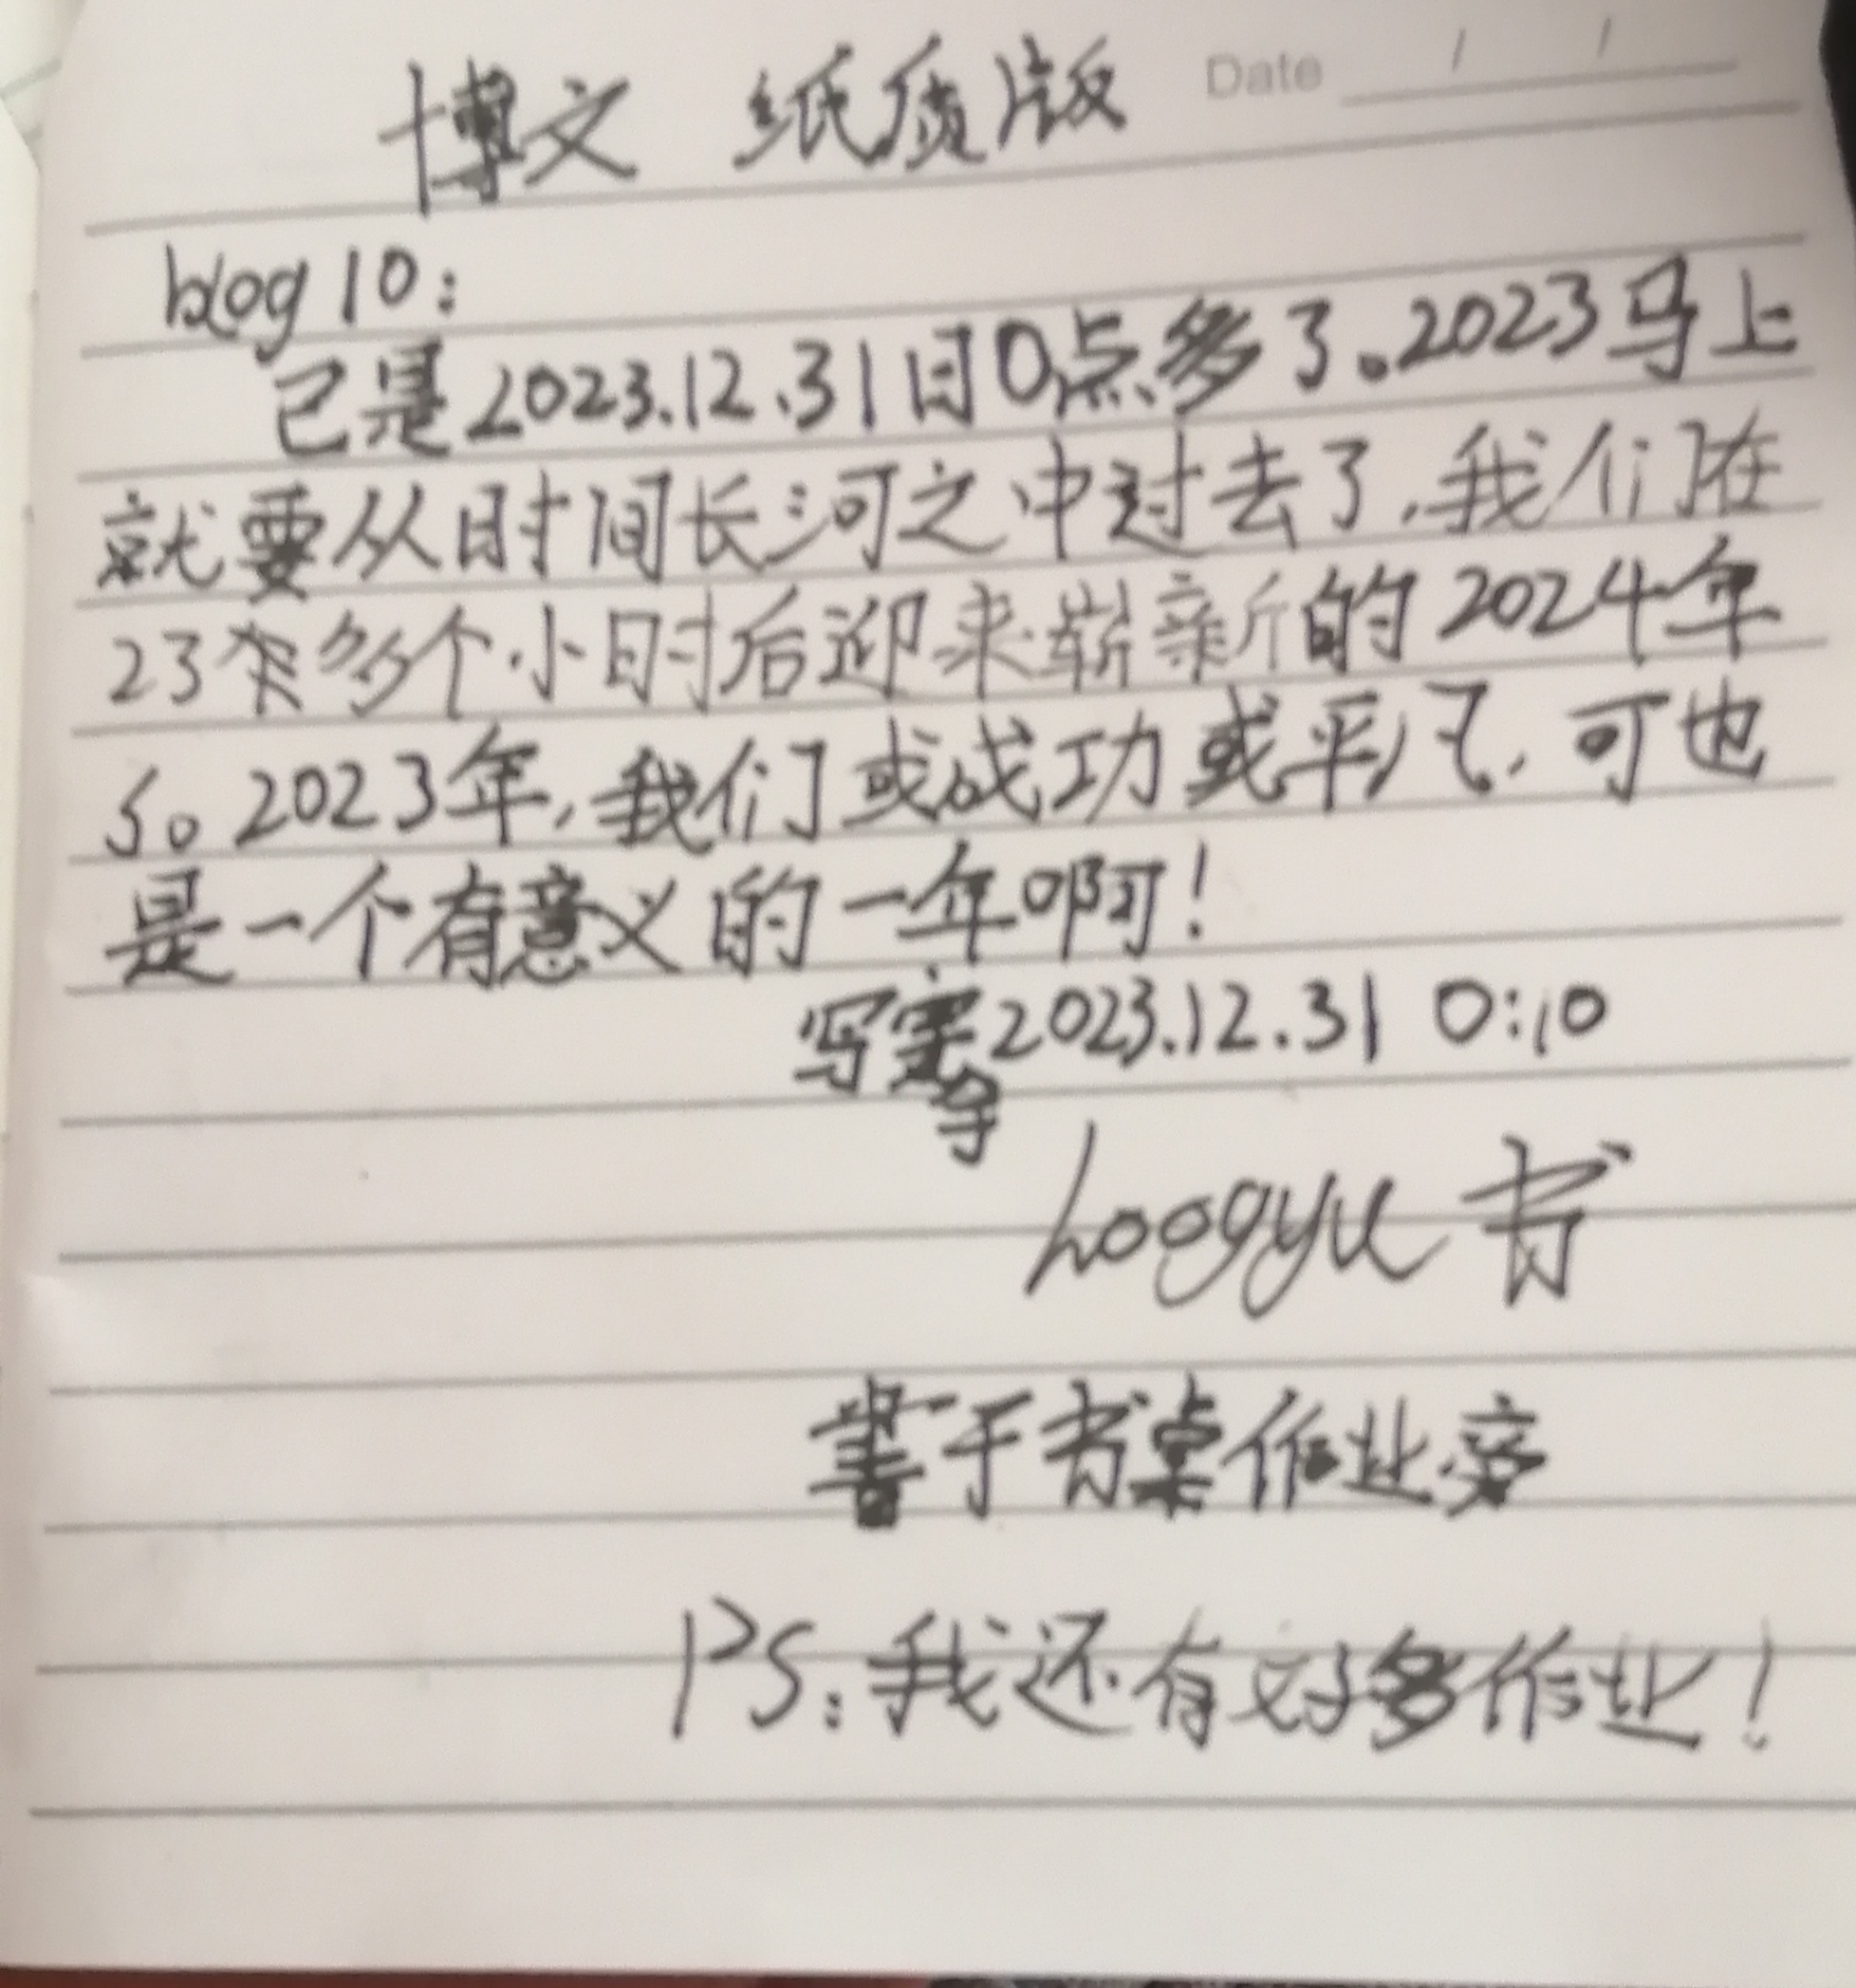 博文 纸质版 Date / /
blog 10:
已是2023.12.31日0点多了。2023马上
就要从时间长河之中过去了,我们在
23多个小时后迎来崭新的2024年
了。2023年,我们或成功或平凡,可也
是一个有意义的一年啊!
写于2023.12.31 0:10
书
于书桌作业旁
PS:我还有好多作业!